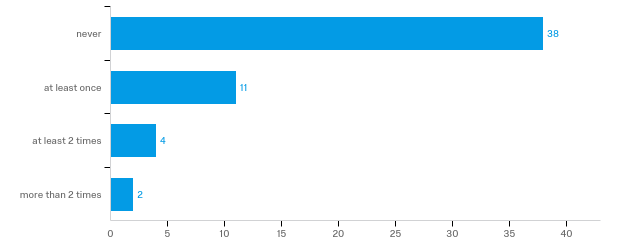 never 38
at least once 11
at least 2 times 4
more than 2 times 2
0 5 10 15 20 25 30 35 40